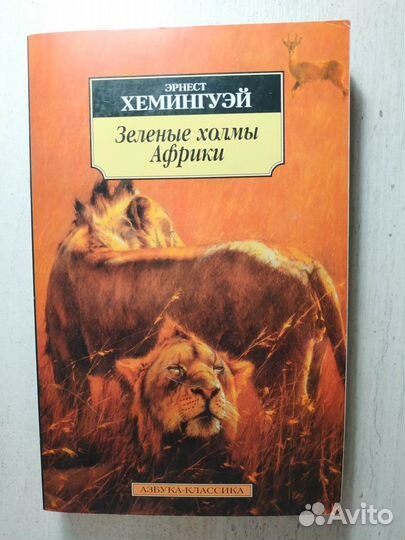 ЭРНЕСТ
ХЕМИНГУЭЙ
Зеленые холмы
Африки
АЗБУКА-КЛАССИКА
Avito